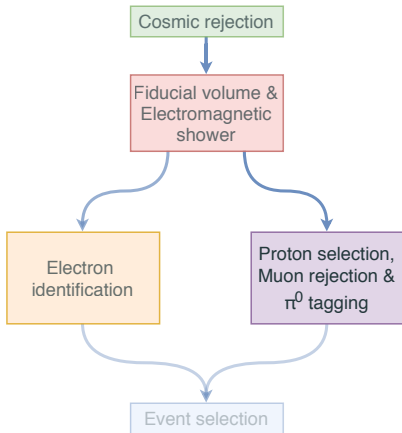 Cosmic rejection
Fiducial volume &
Electromagnetic
shower
Electron
identification
Proton selection,
Muon rejection &
π⁰ tagging
Event selection